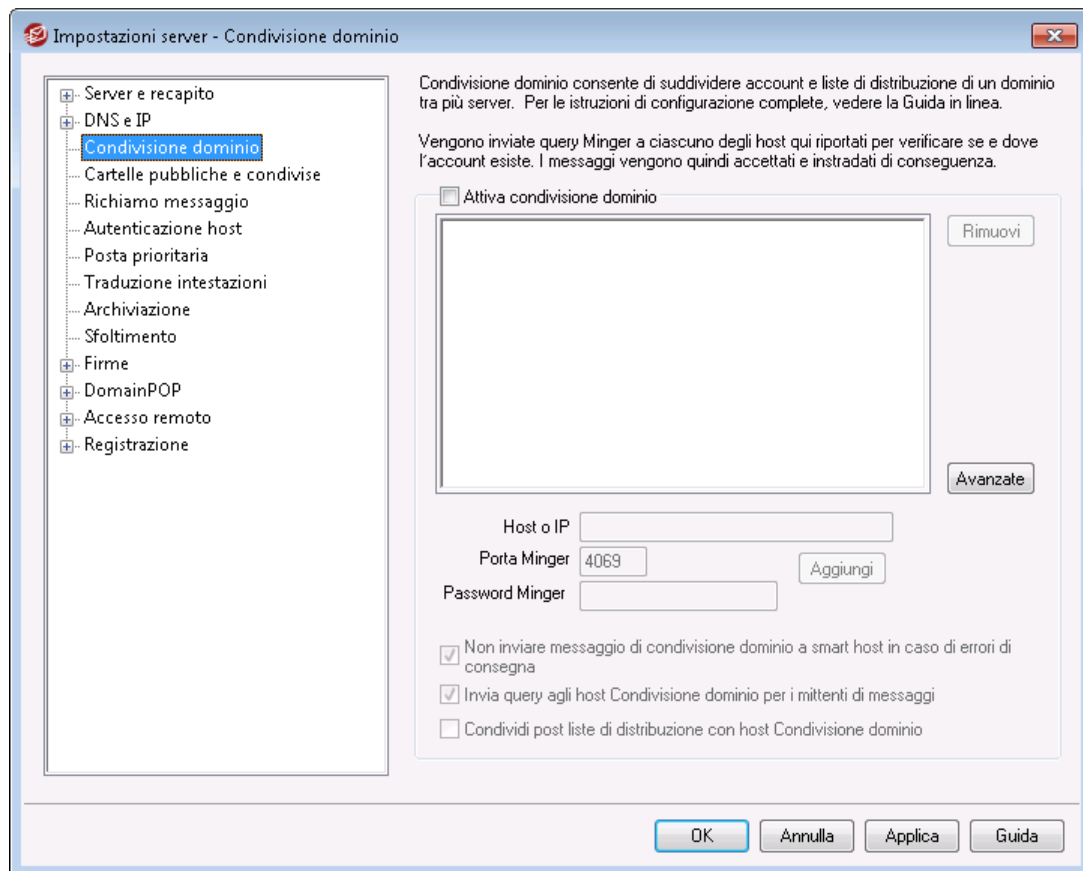 Impostazioni server - Condivisione dominio
Server e recapito
DNS e IP
Condivisione dominio
Cartelle pubbliche e condivise
Richiamo messaggio
Autenticazione host
Posta prioritaria
Traduzione intestazioni
Archiviazione
Sfoltimento
Firme
DomainPOP
Accesso remoto
Registrazione
Condivisione dominio consente di suddividere account e liste di distribuzione di un dominio
tra più server. Per le istruzioni di configurazione complete, vedere la Guida in linea.
Vengono inviate query Minger a ciascuno degli host qui riportati per verificare se e dove
l'account esiste. I messaggi vengono quindi accettati e instradati di conseguenza.
Attiva condivisione dominio
Rimuovi
Avanzate
Host o IP
Porta Minger 4069
Aggiungi
Password Minger
Non inviare messaggio di condivisione dominio a smart host in caso di errori di
consegna
Invia query agli host Condivisione dominio per i mittenti di messaggi
Condividi post liste di distribuzione con host Condivisione dominio
OK Annulla Applica Guida